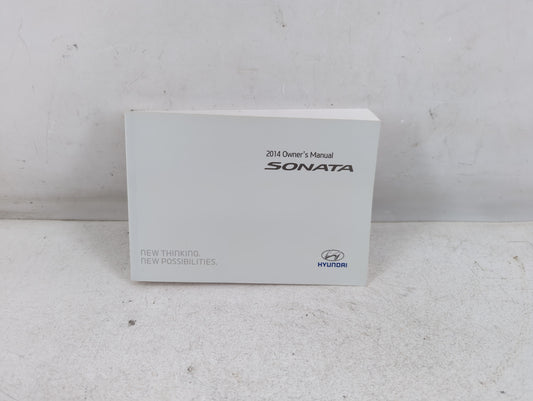 2014 Owner's Manual
SONATA
NEW THINKING.
NEW POSSIBILITIES.
HYUNDAI